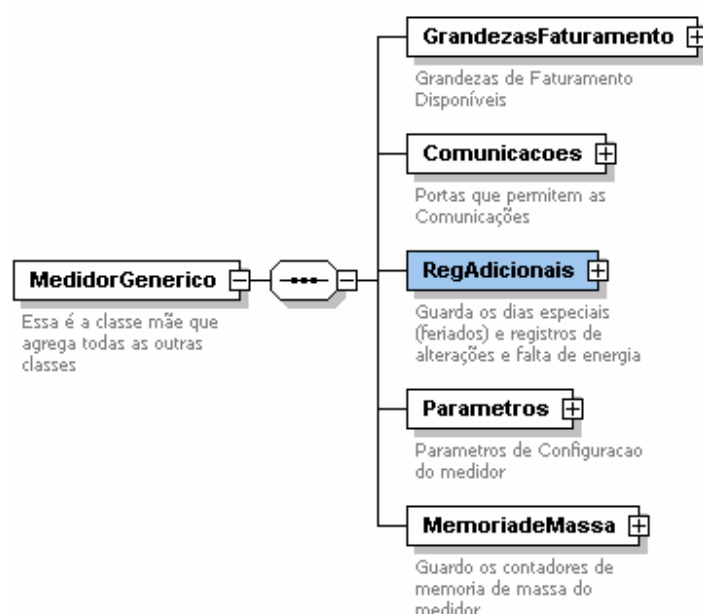 GrandezasFaturamento
Grandezas de Faturamento
Disponíveis
Comunicacoes
Portas que permitem as
Comunicações
MedidorGenerico
Essa é a classe mãe que
agrega todas as outras
classes
RegAdicionais
Guarda os dias especiais
(feriados) e registros de
alterações e falta de energia
Parametros
Parametros de Configuracao
do medidor
MemoriadeMassa
Guardo os contadores de
memoria de massa do
medidor